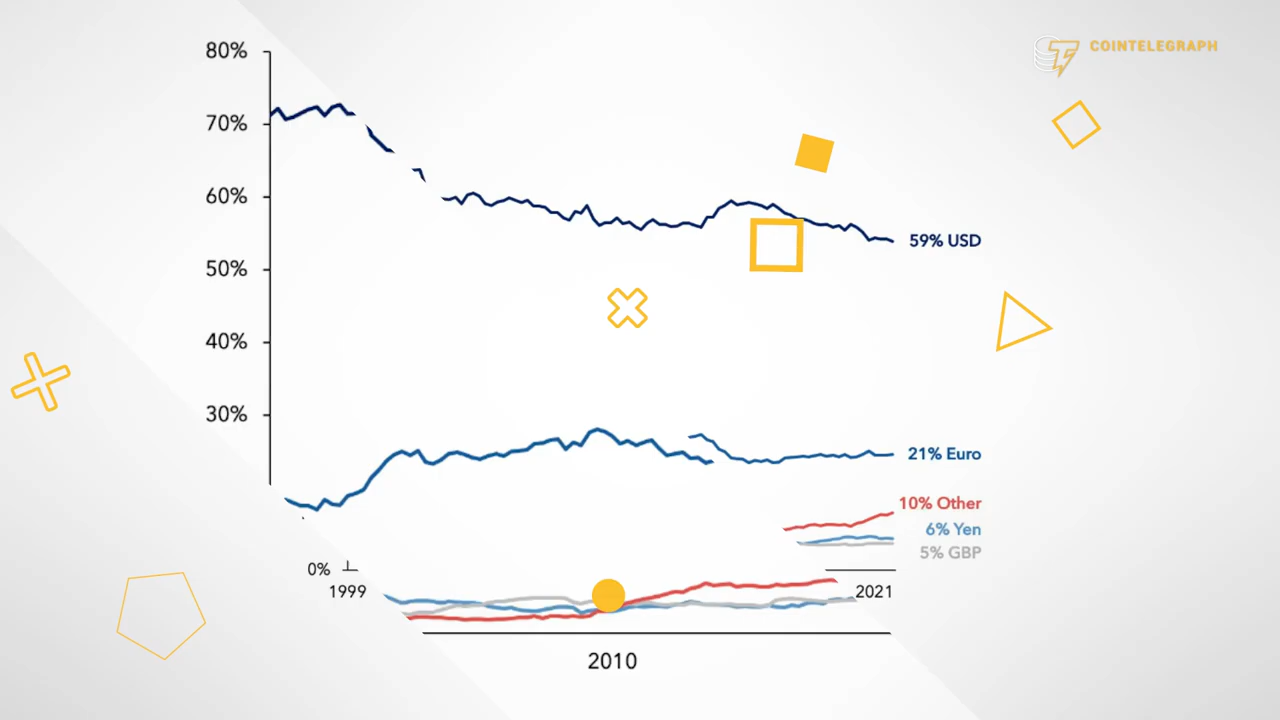 COINTELEGRAPH
80%
70%
60%
50%
40%
30%
59% USD
21% Euro
10% Other
6% Yen
5% GBP
0%
1999
2021
2010